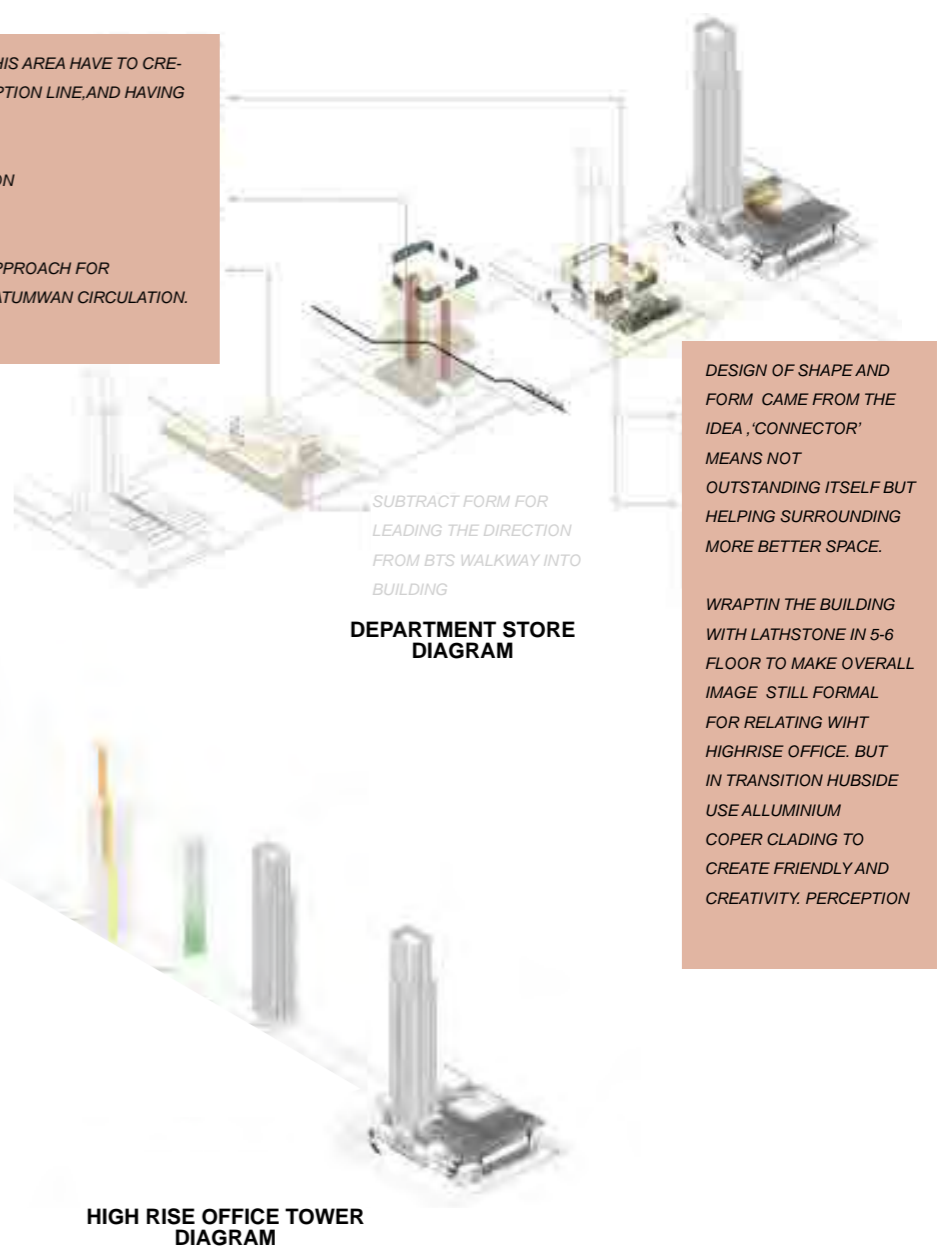 HIS AREA HAVE TO CRE-
PTION LINE,AND HAVING
ON
PPROACH FOR
ATUMWAN CIRCULATION.
SUBTRACT FORM FOR
LEADING THE DIRECTION
FROM BTS WALKWAY INTO
BUILDING
DEPARTMENT STORE
DIAGRAM
DESIGN OF SHAPE AND
FORM CAME FROM THE
IDEA ,'CONNECTOR'
MEANS NOT
OUTSTANDING ITSELF BUT
HELPING SURROUNDING
MORE BETTER SPACE.
WRAPTIN THE BUILDING
WITH LATHSTONE IN 5-6
FLOOR TO MAKE OVERALL
IMAGE STILL FORMAL
FOR RELATING WIHT
HIGHRISE OFFICE. BUT
IN TRANSITION HUBSIDE
USE ALLUMINIUM
COPER CLADING TO
CREATE FRIENDLY AND
CREATIVITY. PERCEPTION
HIGH RISE OFFICE TOWER
DIAGRAM